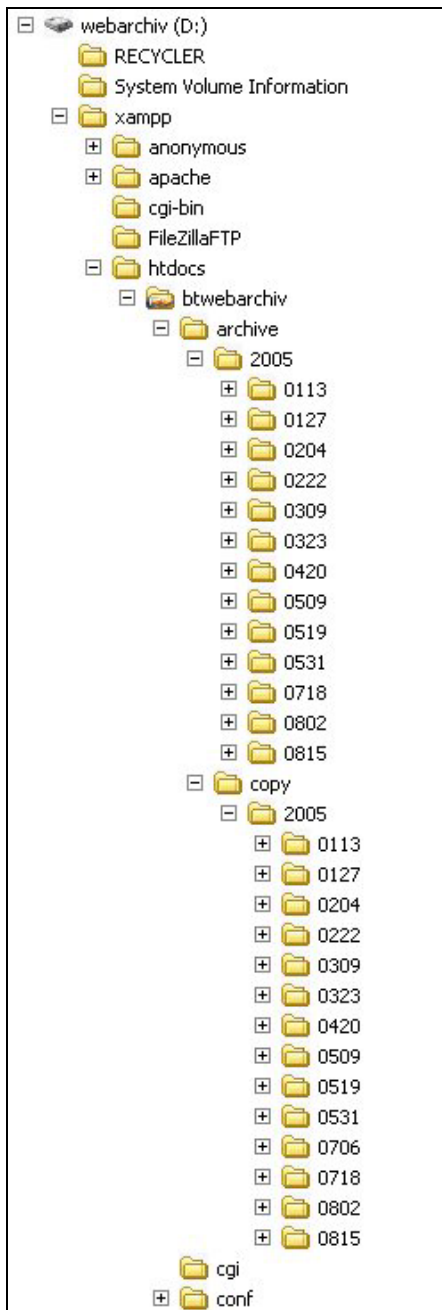 webarchiv (D:)
RECYCLER
System Volume Information
xampp
anonymous
apache
cgi-bin
FileZillaFTP
htdocs
btwebarchiv
archive
2005
0113
0127
0204
0222
0309
0323
0420
0509
0519
0531
0718
0802
0815
copy
2005
0113
0127
0204
0222
0309
0323
0420
0509
0519
0531
0706
0718
0802
0815
cgi
conf